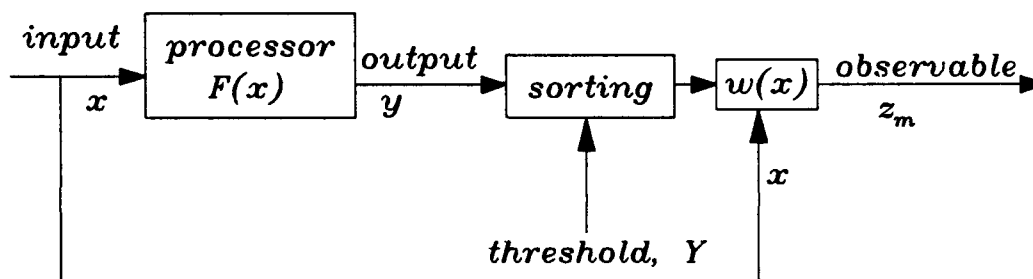 input
processor
F(x)
output
x
y
sorting
w(x)
observable
z_m
x
threshold, Y